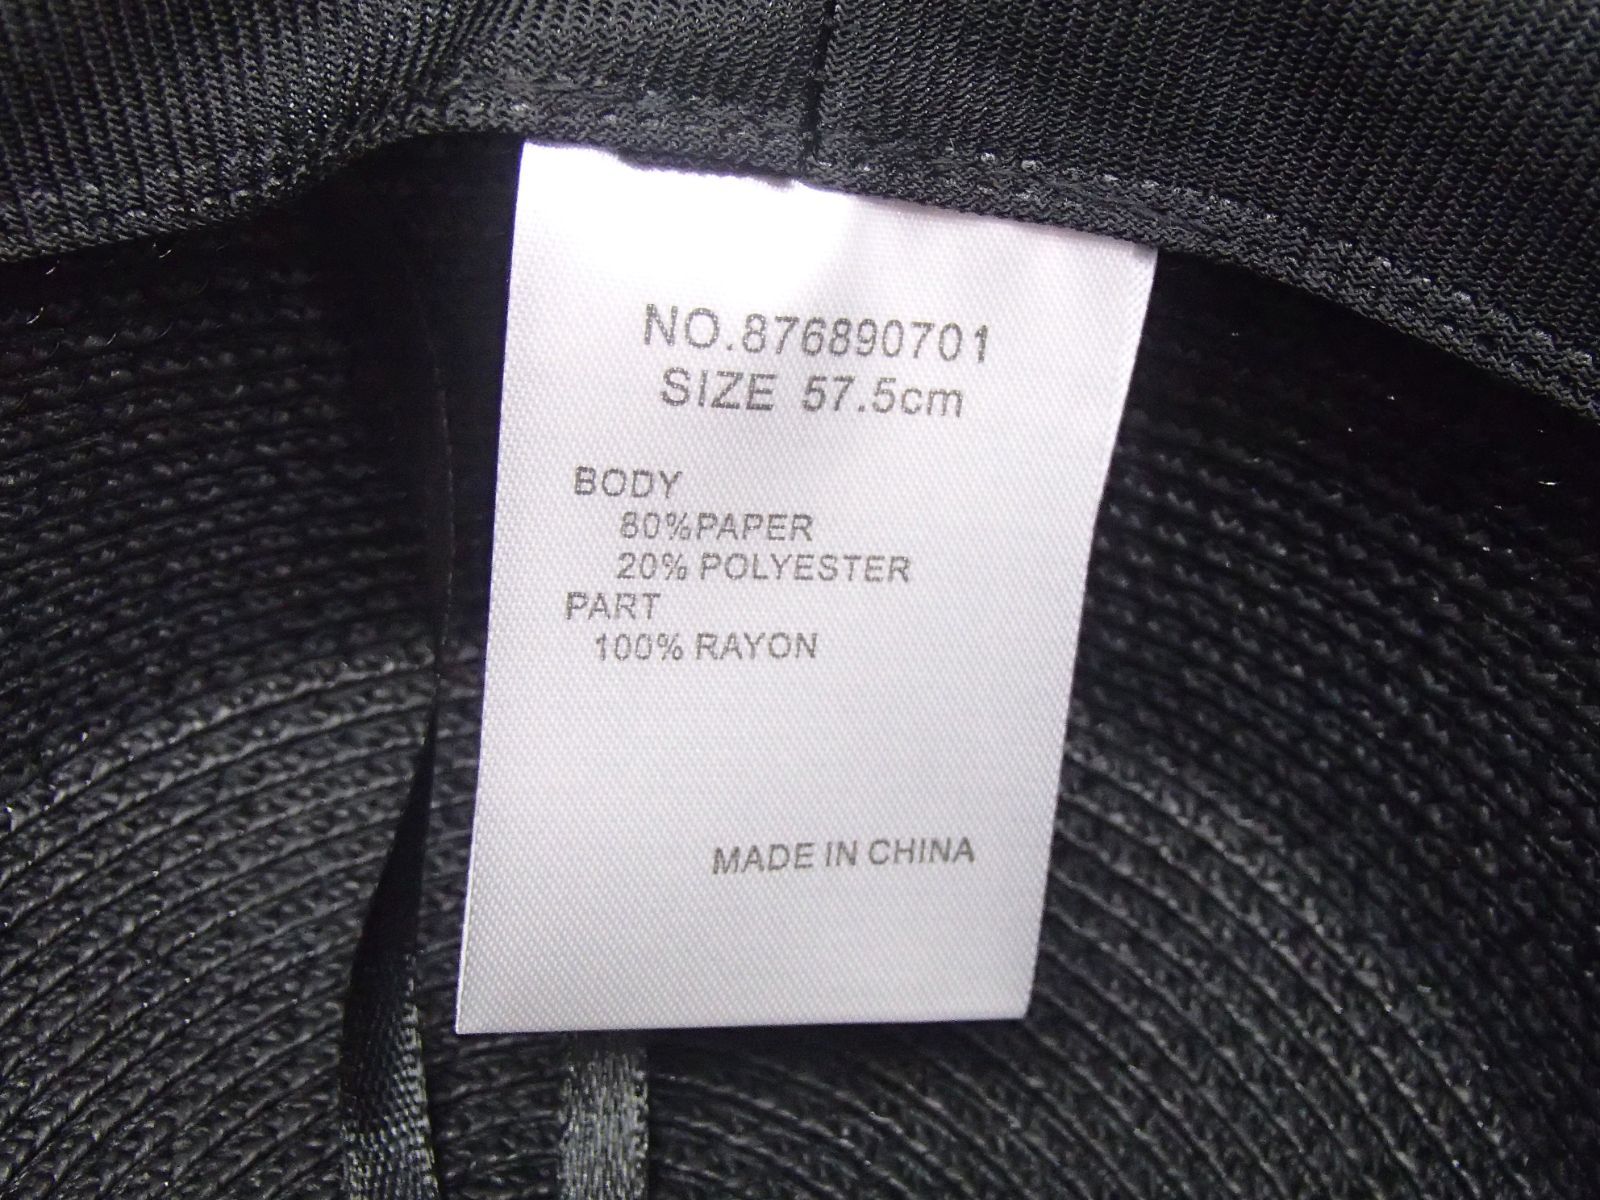 NO.876890701
SIZE 57.5cm
BODY
80%PAPER
20% POLYESTER
PART
100% RAYON
MADE IN CHINA